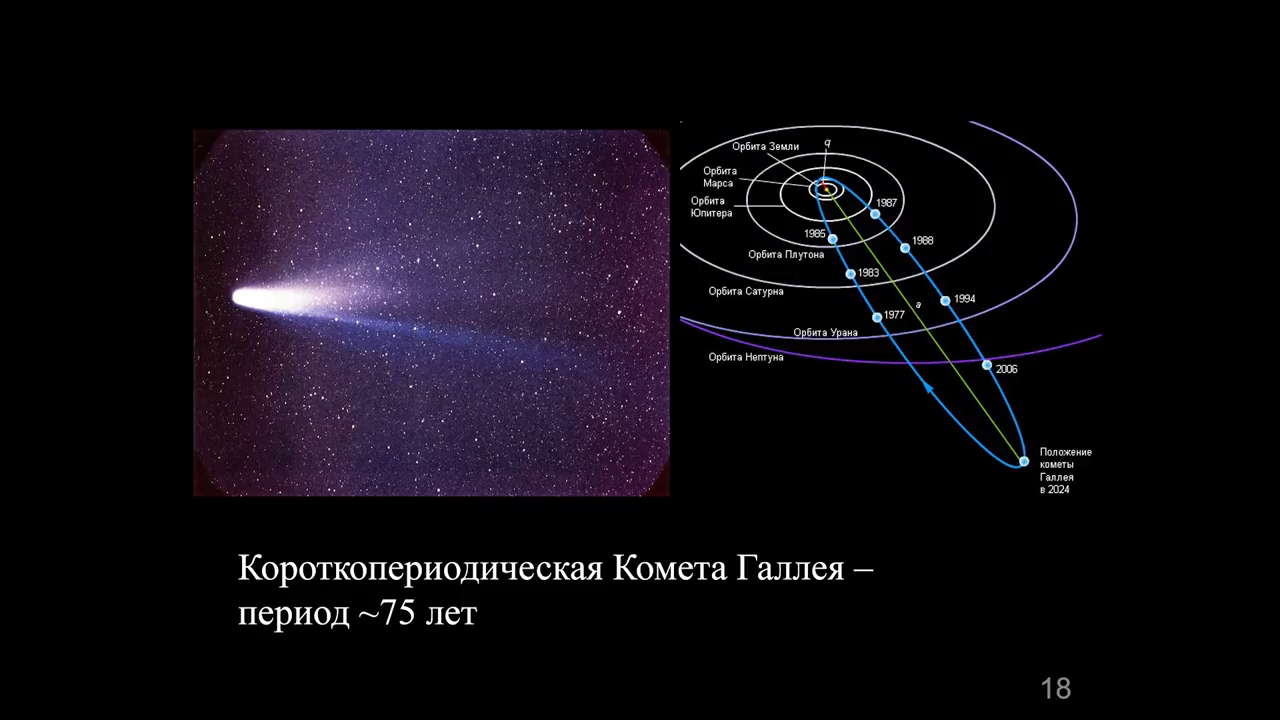 Орбита Земли
q
Орбита
Марса
Орбита
Юпитера
1987
1985
1988
Орбита Плутона
1983
Орбита Сатурна
1994
a
1977
Орбита Урана
Орбита Нептуна
2006
Положение
кометы
Галлея
в 2024
Короткопериодическая Комета Галлея –
период ~75 лет
18